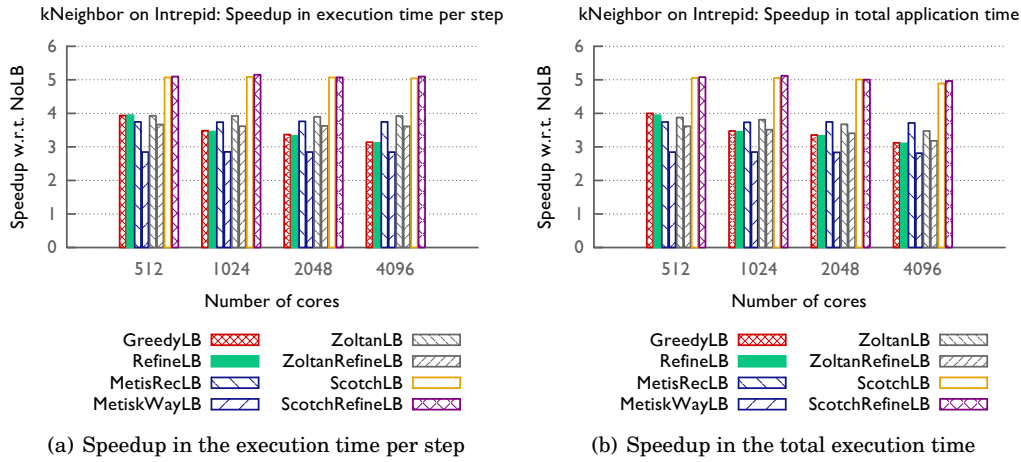 kNeighbor on Intrepid: Speedup in execution time per step
Speedup w.r.t. NoLB
6
5
4
3
2
1
0
512 1024 2048 4096
Number of cores
GreedyLB ZoltanLB
RefineLB ZoltanRefineLB
MetisRecLB ScotchLB
MetiskWayLB ScotchRefineLB
(a) Speedup in the execution time per step
kNeighbor on Intrepid: Speedup in total application time
Speedup w.r.t. NoLB
6
5
4
3
2
1
0
512 1024 2048 4096
Number of cores
GreedyLB ZoltanLB
RefineLB ZoltanRefineLB
MetisRecLB ScotchLB
MetiskWayLB ScotchRefineLB
(b) Speedup in the total execution time